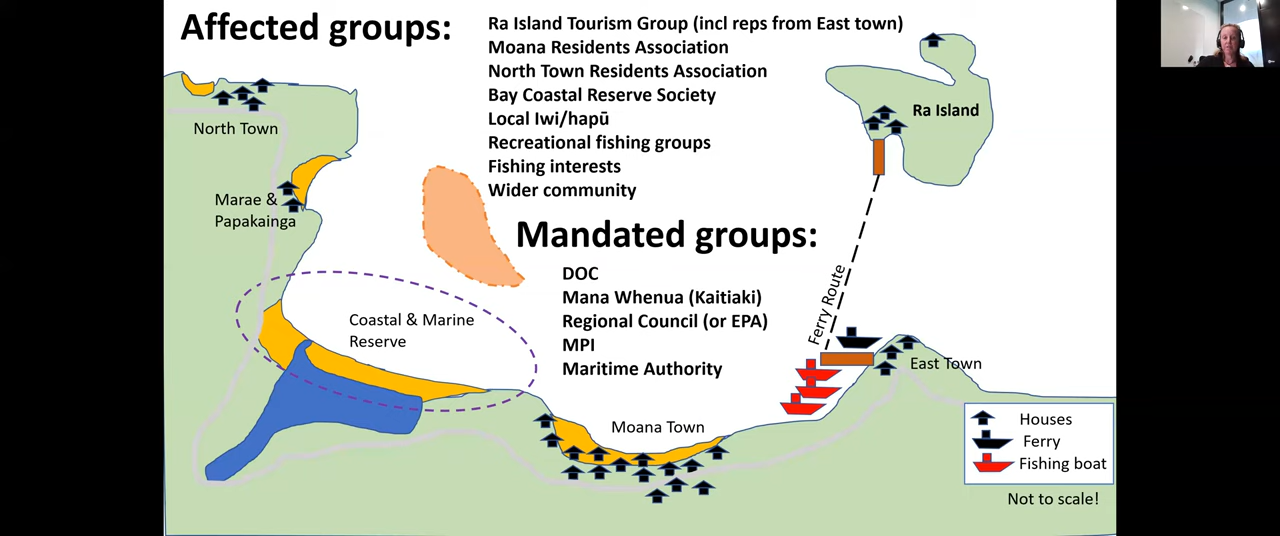 Affected groups:
Ra Island Tourism Group (incl reps from East town)
Moana Residents Association
North Town Residents Association
Bay Coastal Reserve Society
Local Iwi/hapū
Recreational fishing groups
Fishing interests
Wider community
Mandated groups:
DOC
Mana Whenua (Kaitiaki)
Regional Council (or EPA)
MPI
Maritime Authority
North Town
Marae &
Papakainga
Coastal & Marine
Reserve
Moana Town
Ra Island
Ferry Route
East Town
Houses
Ferry
Fishing boat
Not to scale!